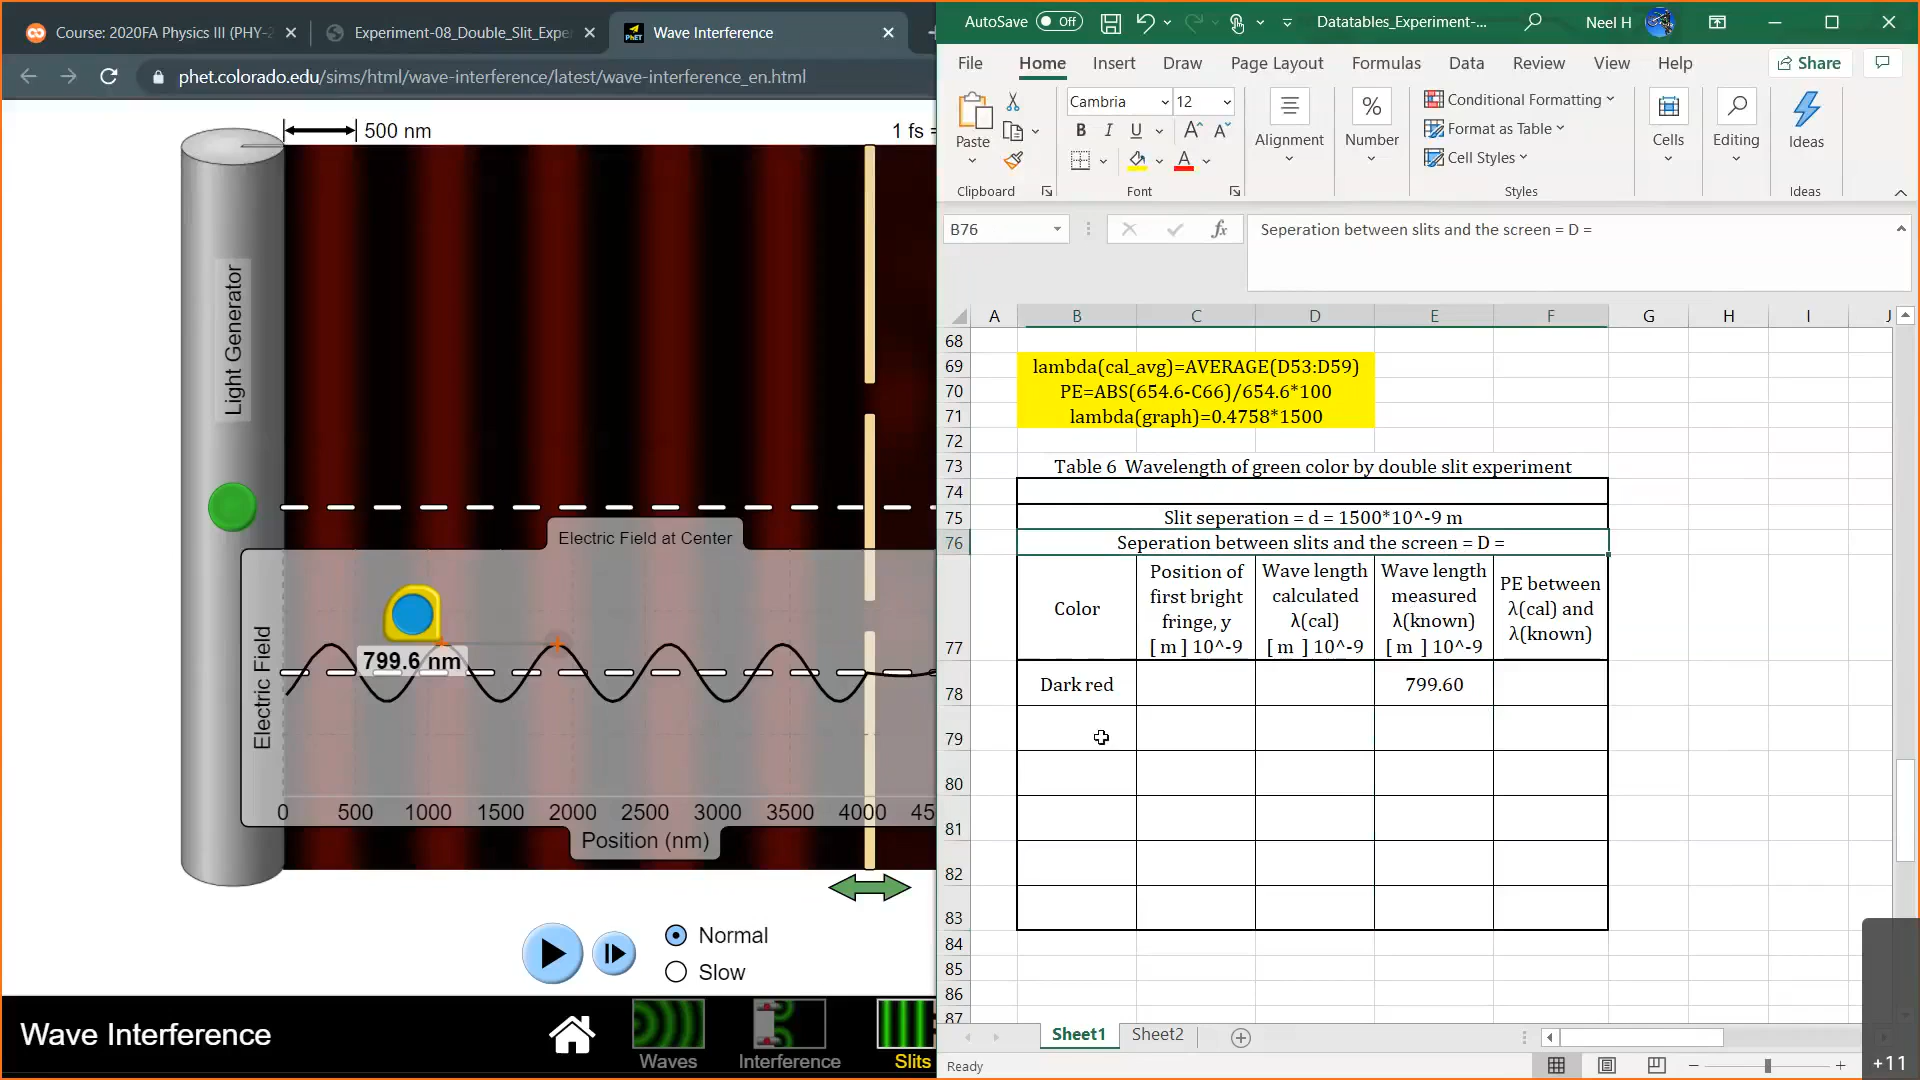 Course: 2020FA Physics III (PHY-2
Experiment-08_Double_Slit_Expe
Wave Interference
phet.colorado.edu/sims/html/wave-interference/latest/wave-interference_en.html
500 nm
1 fs =
Light Generator
Electric Field at Center
Electric Field
799.6 nm
0 500 1000 1500 2000 2500 3000 3500 4000 45
Position (nm)
Normal
Slow
Wave Interference
Waves
Interference
Slits
AutoSave Off
Datatables_Experiment-...
Neel H
File Home Insert Draw Page Layout Formulas Data Review View Help
Share
Paste
Clipboard
Cambria 12
B I U A A
A
Font
Alignment
%
Number
Conditional Formatting
Format as Table
Cell Styles
Styles
Cells
Editing
Ideas
Ideas
B76
fx
Seperation between slits and the screen = D =
A B C D E F G H I J
68
69 lambda(cal_avg)=AVERAGE(D53:D59)
70 PE=ABS(654.6-C66)/654.6*100
71 lambda(graph)=0.4758*1500
72
73 Table 6 Wavelength of green color by double slit experiment
74
75 Slit seperation = d = 1500*10^-9 m
76 Seperation between slits and the screen = D =
77
Color
Position of
first bright
fringe, y
[ m ] 10^-9
Wave length
calculated
λ(cal)
[ m ] 10^-9
Wave length
measured
λ(known)
[ m ] 10^-9
PE between
λ(cal) and
λ(known)
78 Dark red 799.60
79
80
81
82
83
84
85
86
87
Sheet1 Sheet2
Ready
+11